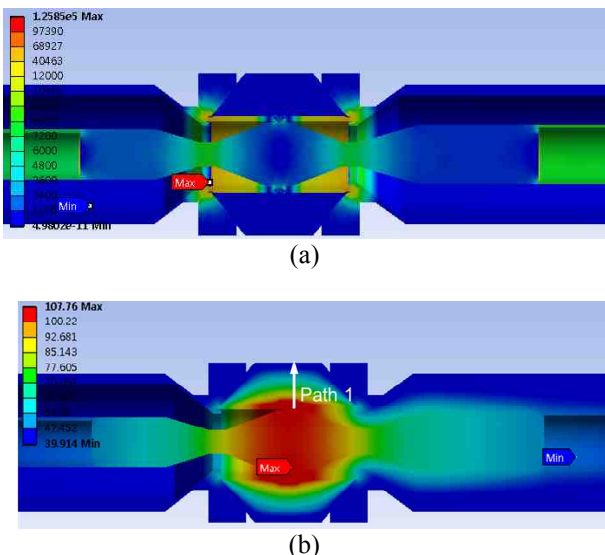 1.2585e5 Max
97390
68927
40464
12000
7200
6000
4800
4.9802e-11 Min
Max
Min
(a)
107.76 Max
100.22
92.681
85.143
77.605
47.452
39.914 Min
Path 1
Max
Min
(b)